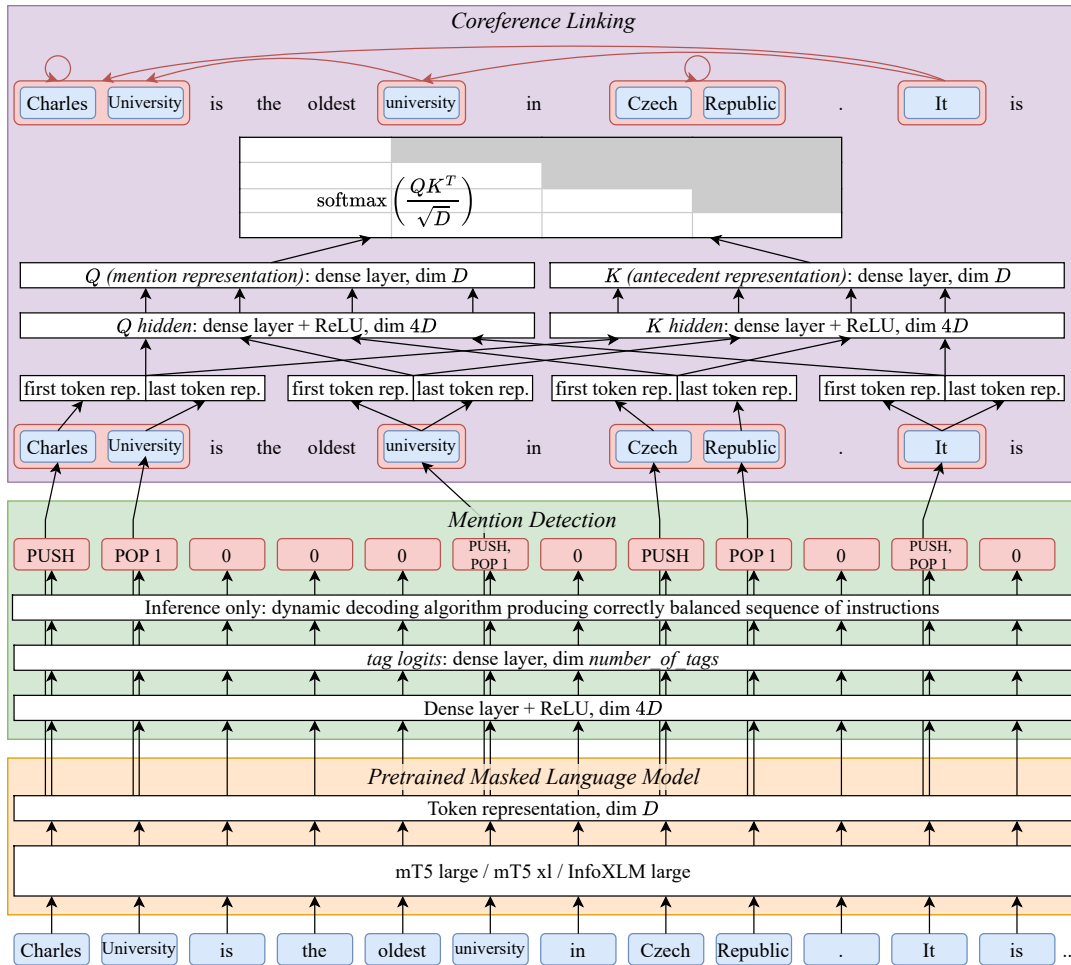 Coreference Linking
Charles University is the oldest university in Czech Republic . It is
softmax(QK^T/√D)
Q (mention representation): dense layer, dim D K (antecedent representation): dense layer, dim D
Q hidden: dense layer + ReLU, dim 4D K hidden: dense layer + ReLU, dim 4D
first token rep. last token rep. first token rep. last token rep. first token rep. last token rep. first token rep. last token rep.
Charles University is the oldest university in Czech Republic . It is
Mention Detection
PUSH POP 1 0 0 0 PUSH, POP 1 0 PUSH POP 1 0 PUSH, POP 1 0
Inference only: dynamic decoding algorithm producing correctly balanced sequence of instructions
tag logits: dense layer, dim number_of_tags
Dense layer + ReLU, dim 4D
Pretrained Masked Language Model
Token representation, dim D
mT5 large / mT5 xl / InfoXLM large
Charles University is the oldest university in Czech Republic . It is ...